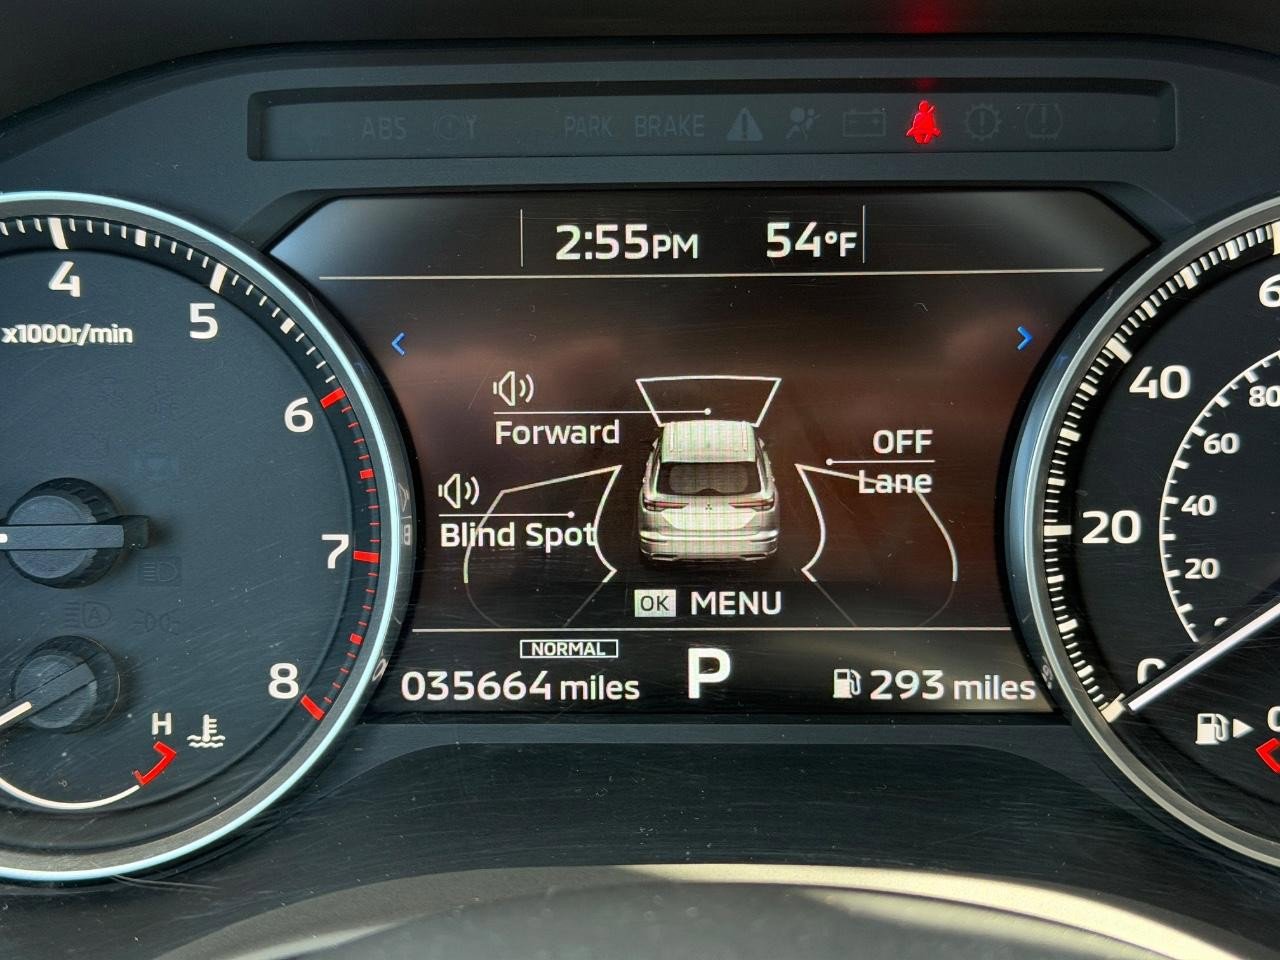 ABS
PARK BRAKE
2:55PM 54°F
4
5
x1000r/min
6
7
8
H
Forward
OFF
Lane
Blind Spot
OK MENU
NORMAL
035664 miles
P
293 miles
40
20
0
80
60
40
20